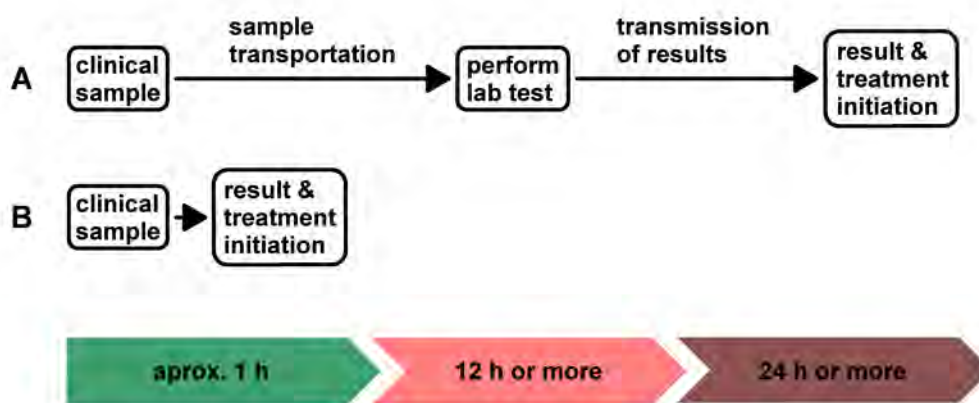 A
clinical
sample
sample
transportation
perform
lab test
transmission
of results
result &
treatment
initiation
B
clinical
sample
result &
treatment
initiation
aprox. 1 h
12 h or more
24 h or more